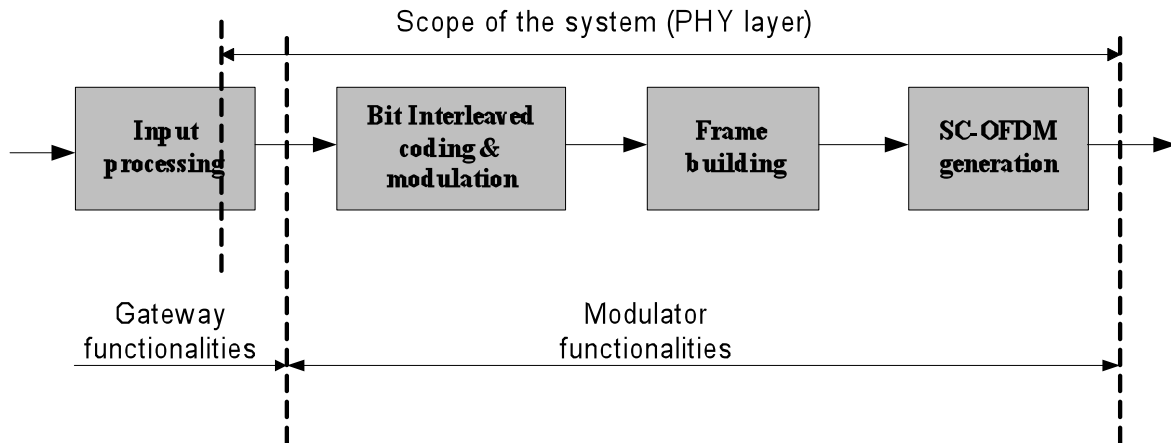 Scope of the system (PHY layer)
Input
processing
Bit Interleaved
coding &
modulation
Frame
building
SC-OFDM
generation
Gateway
functionalities
Modulator
functionalities